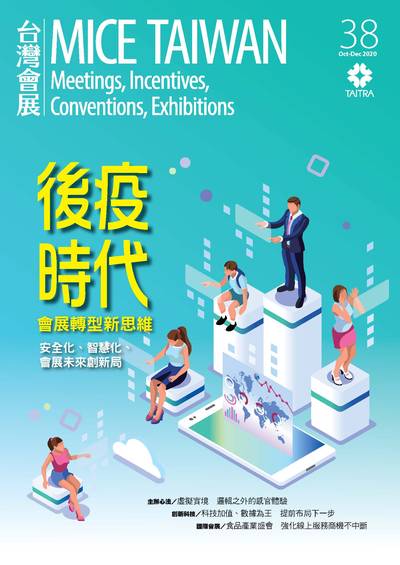 台灣會展
MICE TAIWAN
Meetings, Incentives,
Conventions, Exhibitions
38
Oct-Dec 2020
TAITRA
後疫
時代
會展轉型新思維
安全化、智慧化、
會展未來創新局
主辦心法／虛擬實境　邏輯之外的感官體驗
創新科技／科技加值、數據為王　提前布局下一步
國際會展／食品產業盛會　強化線上服務商機不中斷